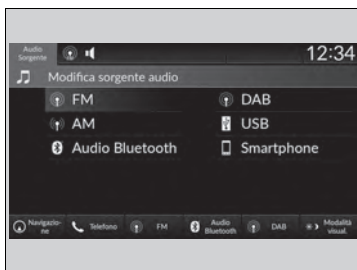 Audio
Sorgente
12:34
Modifica sorgente audio
FM
DAB
AM
USB
Audio Bluetooth
Smartphone
Navigazio-
ne
Telefono
FM
Audio
Bluetooth
DAB
Modalità
visual.